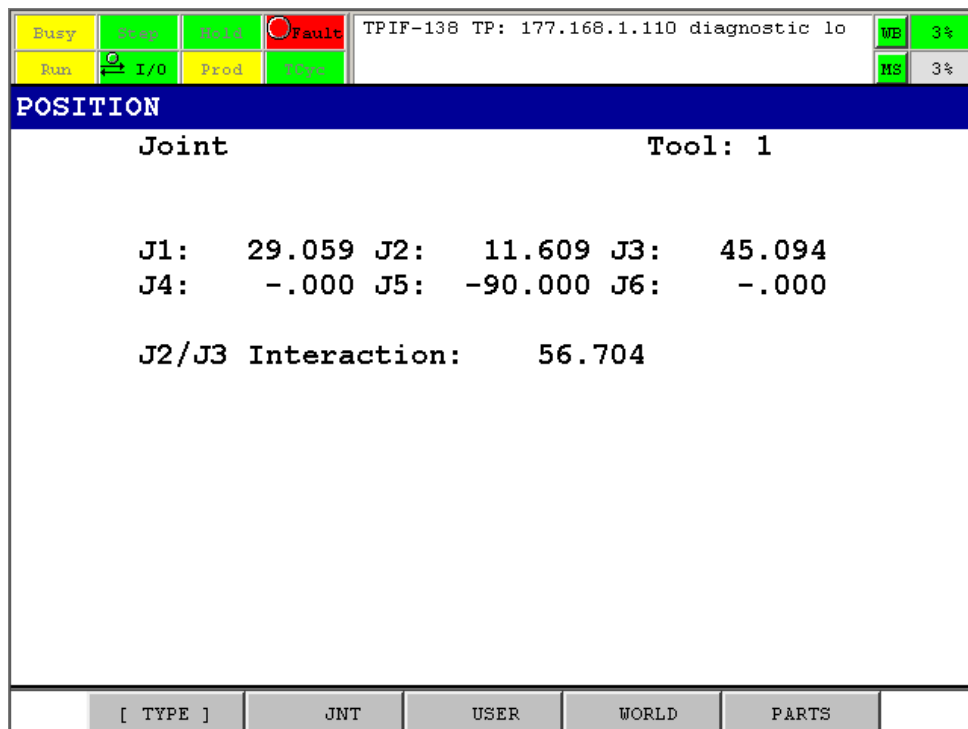 Busy Step Hold Fault TPIF-138 TP: 177.168.1.110 diagnostic lo WB 3%
Run I/O Prod TCyc MS 3%
POSITION
Joint Tool: 1
J1: 29.059 J2: 11.609 J3: 45.094
J4: -.000 J5: -90.000 J6: -.000
J2/J3 Interaction: 56.704
[ TYPE ] JNT USER WORLD PARTS